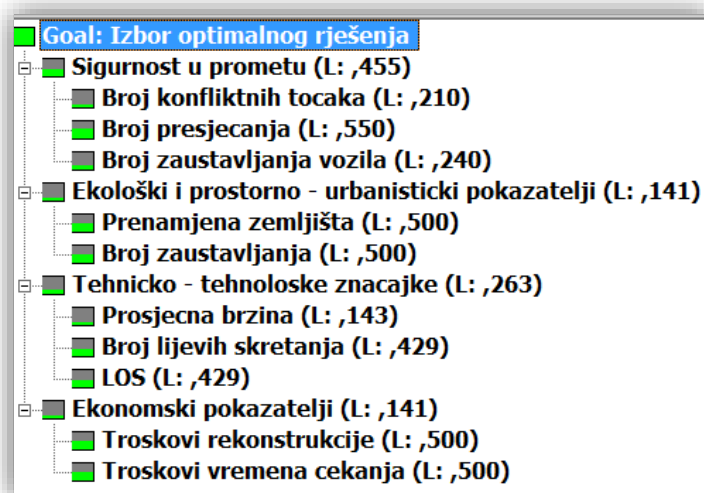 Goal: Izbor optimalnog rješenja
Sigurnost u prometu (L: ,455)
Broj konfliktnih tocaka (L: ,210)
Broj presjecanja (L: ,550)
Broj zaustavljanja vozila (L: ,240)
Ekološki i prostorno - urbanisticki pokazatelji (L: ,141)
Prenamjena zemljišta (L: ,500)
Broj zaustavljanja (L: ,500)
Tehnicko - tehnoloske znacajke (L: ,263)
Prosjecna brzina (L: ,143)
Broj lijevih skretanja (L: ,429)
LOS (L: ,429)
Ekonomski pokazatelji (L: ,141)
Troskovi rekonstrukcije (L: ,500)
Troskovi vremena cekanja (L: ,500)